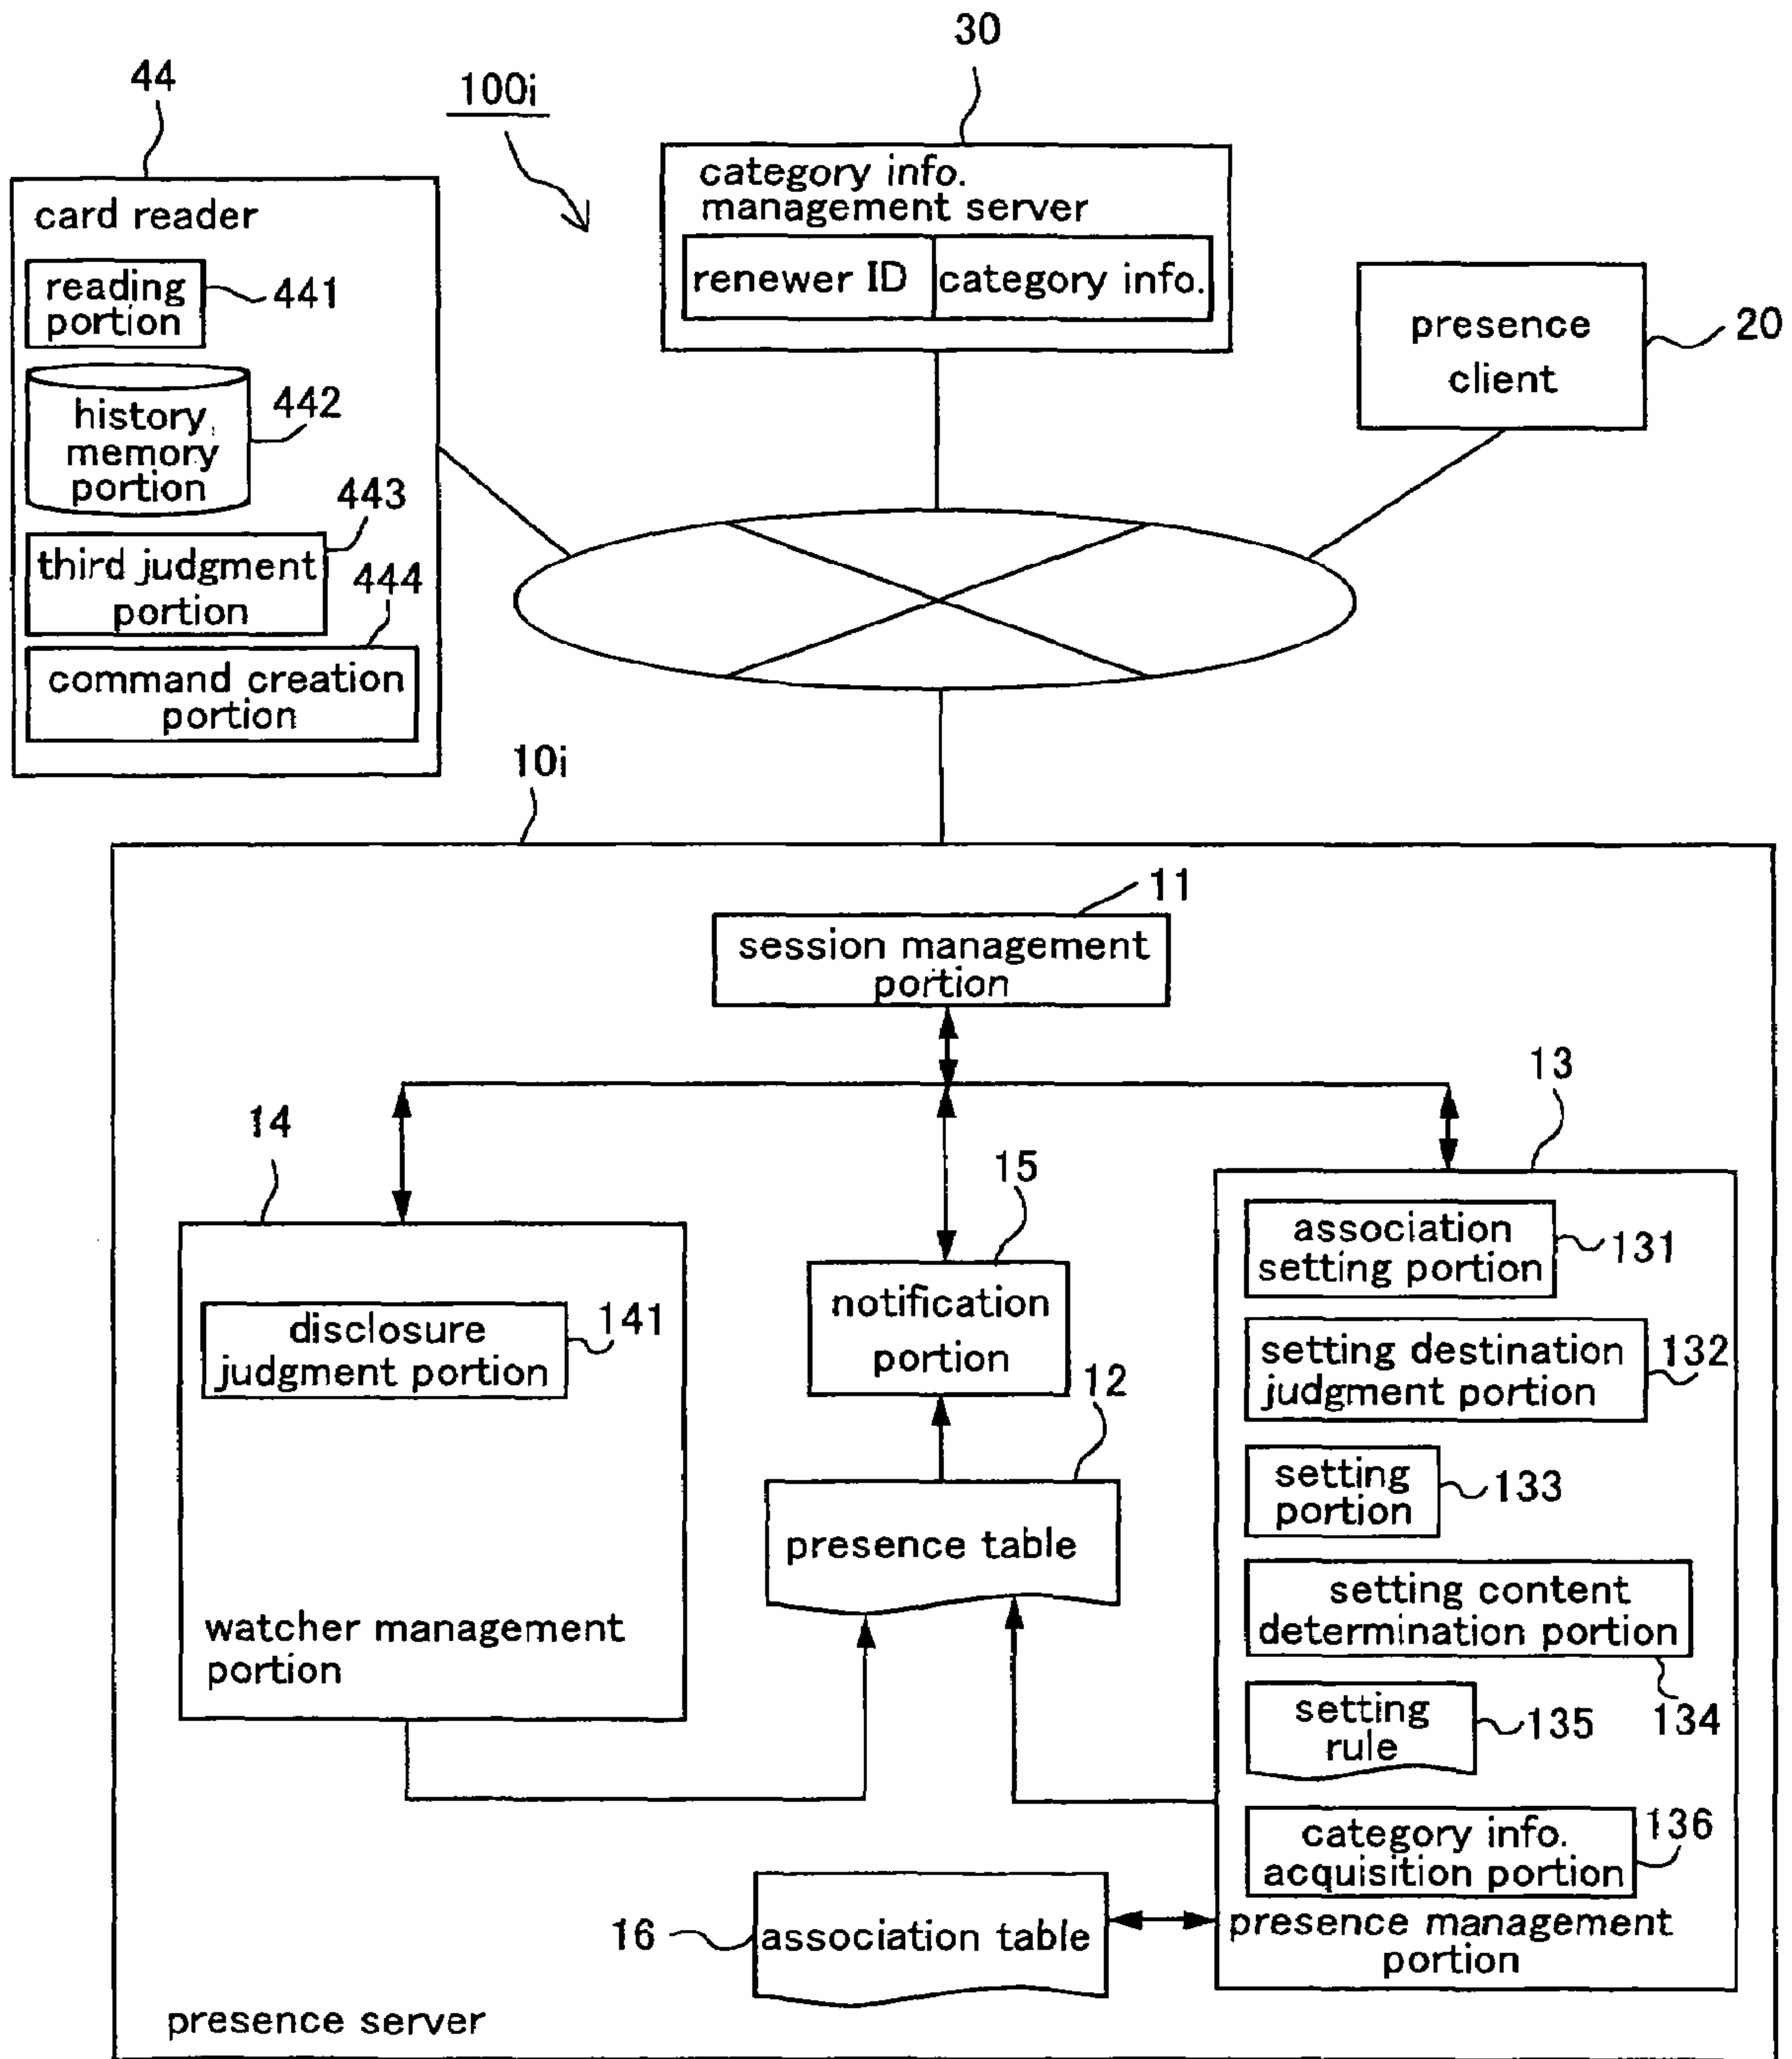 30
44
100i
category info.
management server
renewer ID
category info.
card reader
reading
portion
441
history
memory
portion
442
third judgment
portion
443
444
command creation
portion
presence
client
20
10i
11
session management
portion
13
14
15
disclosure
judgment portion
141
watcher management
portion
notification
portion
12
presence table
association
setting portion
131
setting destination
judgment portion
132
setting
portion
133
setting content
determination portion
134
setting
rule
135
category info.
acquisition portion
136
presence management
portion
16
association table
presence server